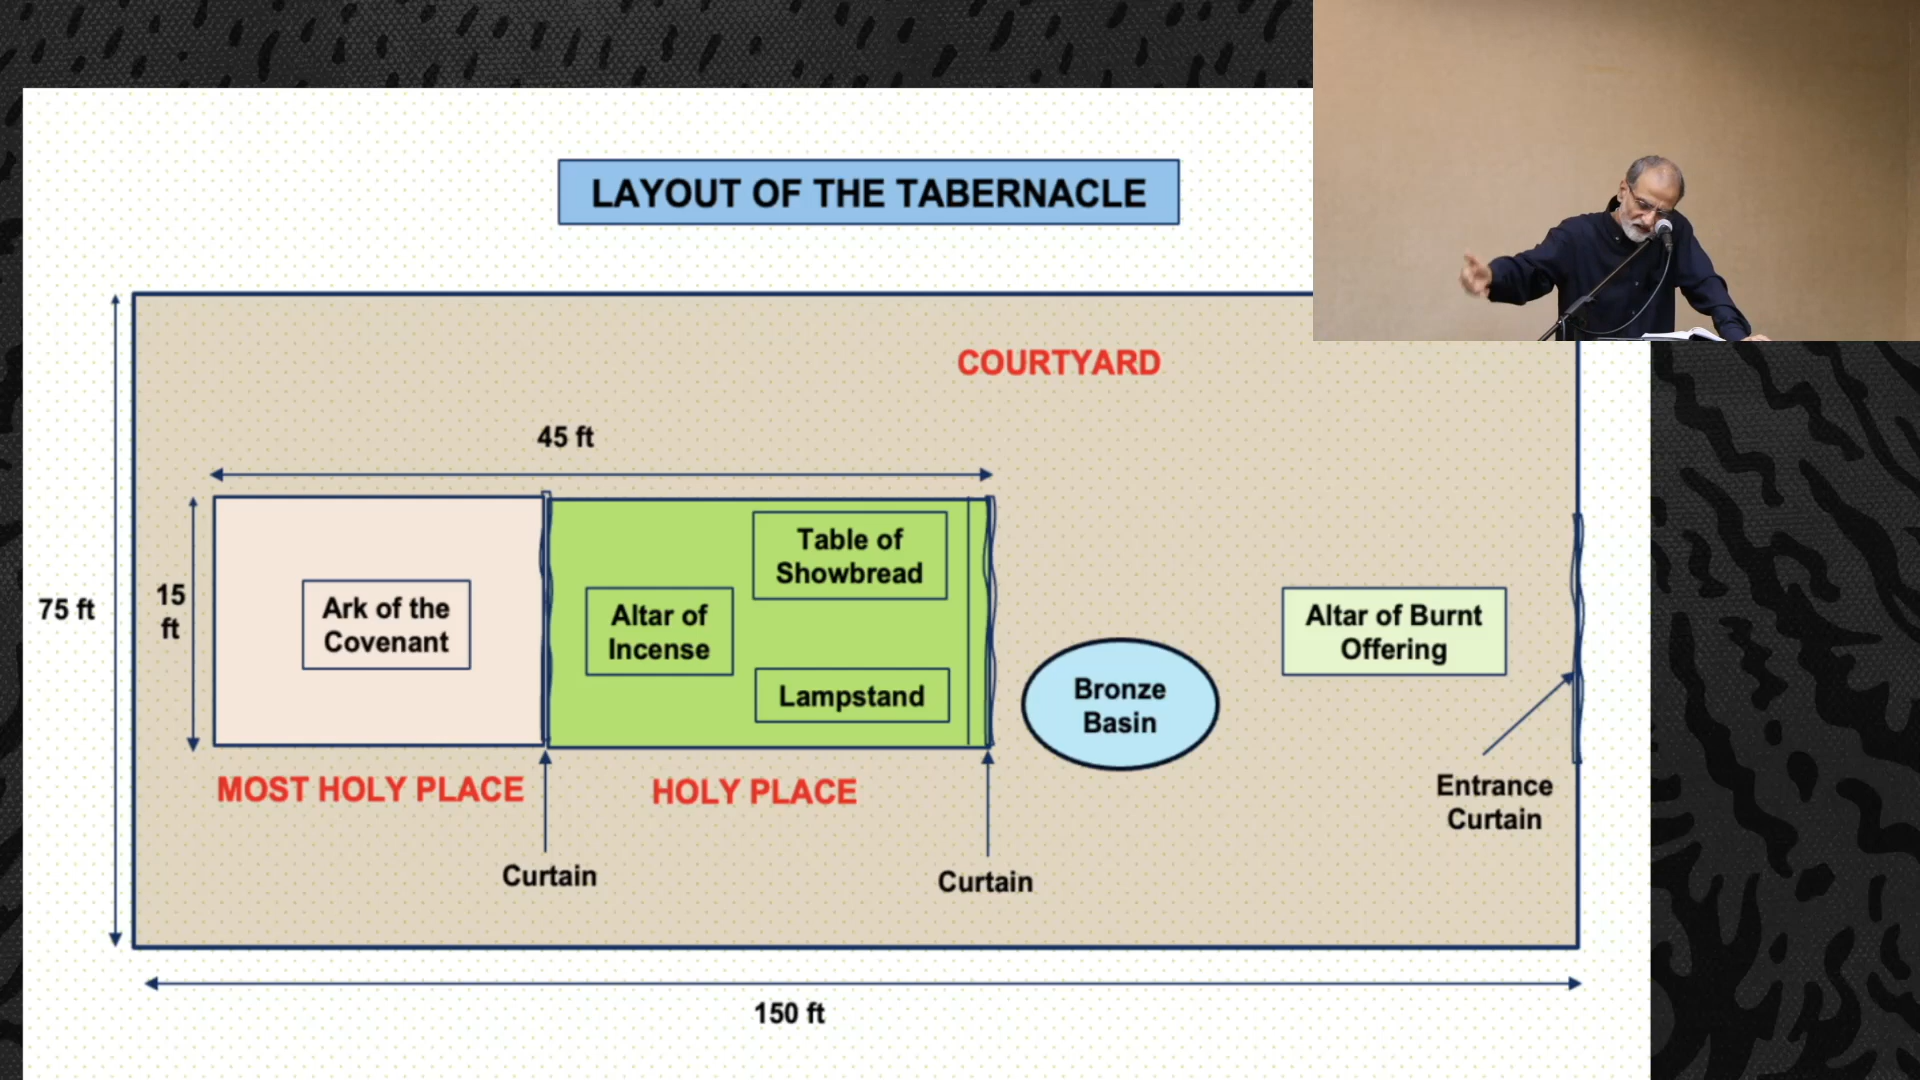 LAYOUT OF THE TABERNACLE
COURTYARD
45 ft
Table of
Showbread
15
ft
75 ft
Ark of the
Covenant
Altar of
Incense
Altar of Burnt
Offering
Lampstand
Bronze
Basin
MOST HOLY PLACE
HOLY PLACE
Entrance
Curtain
Curtain
Curtain
150 ft